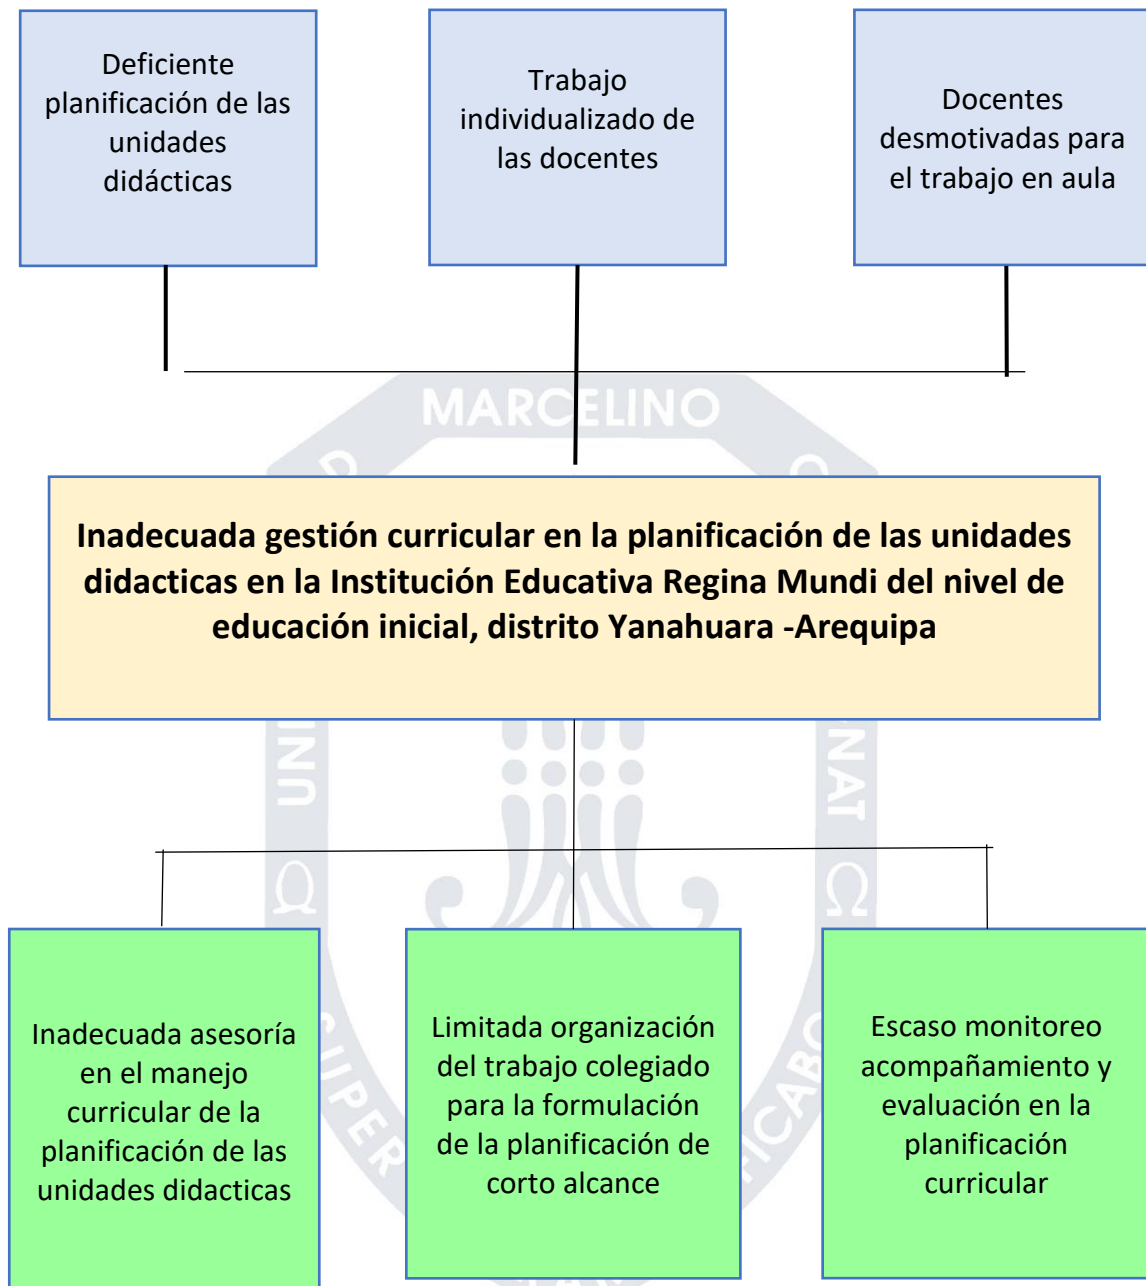 Deficiente
planificación de las
unidades
didácticas
Trabajo
individualizado de
las docentes
Docentes
desmotivadas para
el trabajo en aula
MARCELINO
Inadecuada gestión curricular en la planificación de las unidades
didacticas en la Institución Educativa Regina Mundi del nivel de
educación inicial, distrito Yanahuara -Arequipa
Inadecuada asesoría
en el manejo
curricular de la
planificación de las
unidades didacticas
Limitada organización
del trabajo colegiado
para la formulación
de la planificación de
corto alcance
Escaso monitoreo
acompañamiento y
evaluación en la
planificación
curricular
SUPER